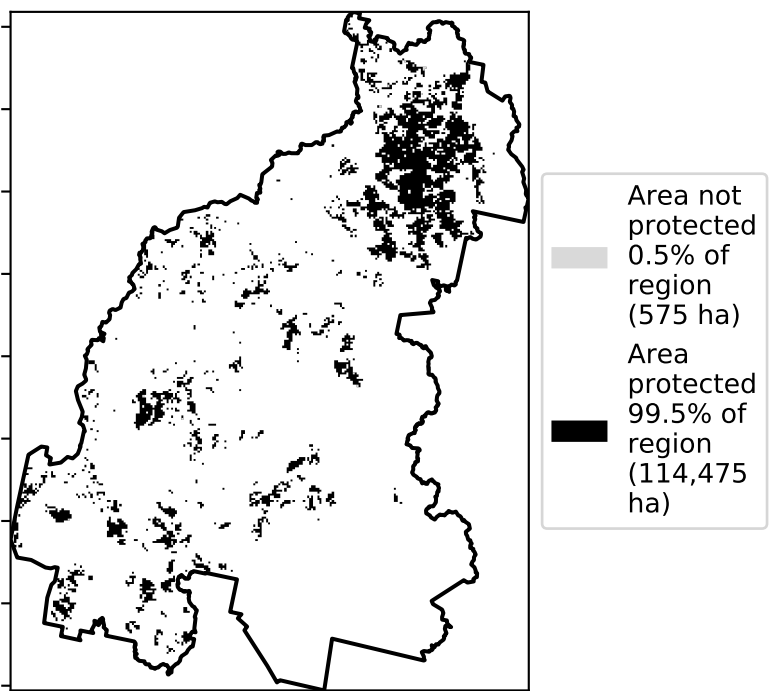 Area not
protected
0.5% of
region
(575 ha)
Area
protected
99.5% of
region
(114,475
ha)